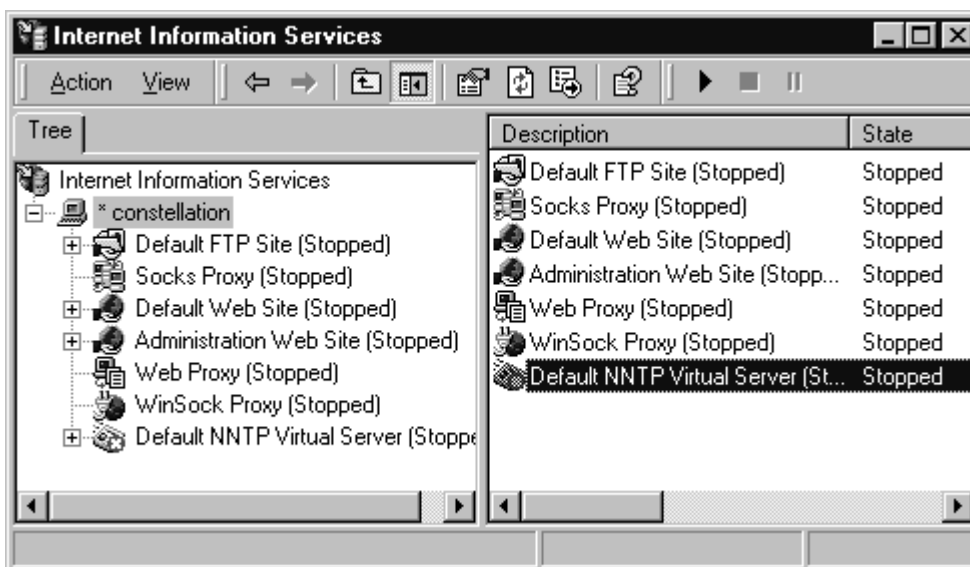 Internet Information Services
Action View
Tree
Internet Information Services
* constellation
Default FTP Site (Stopped)
Socks Proxy (Stopped)
Default Web Site (Stopped)
Administration Web Site (Stopped)
Web Proxy (Stopped)
WinSock Proxy (Stopped)
Default NNTP Virtual Server (Stoppe
Description State
Default FTP Site (Stopped) Stopped
Socks Proxy (Stopped) Stopped
Default Web Site (Stopped) Stopped
Administration Web Site (Stopp... Stopped
Web Proxy (Stopped) Stopped
WinSock Proxy (Stopped) Stopped
Default NNTP Virtual Server (St... Stopped